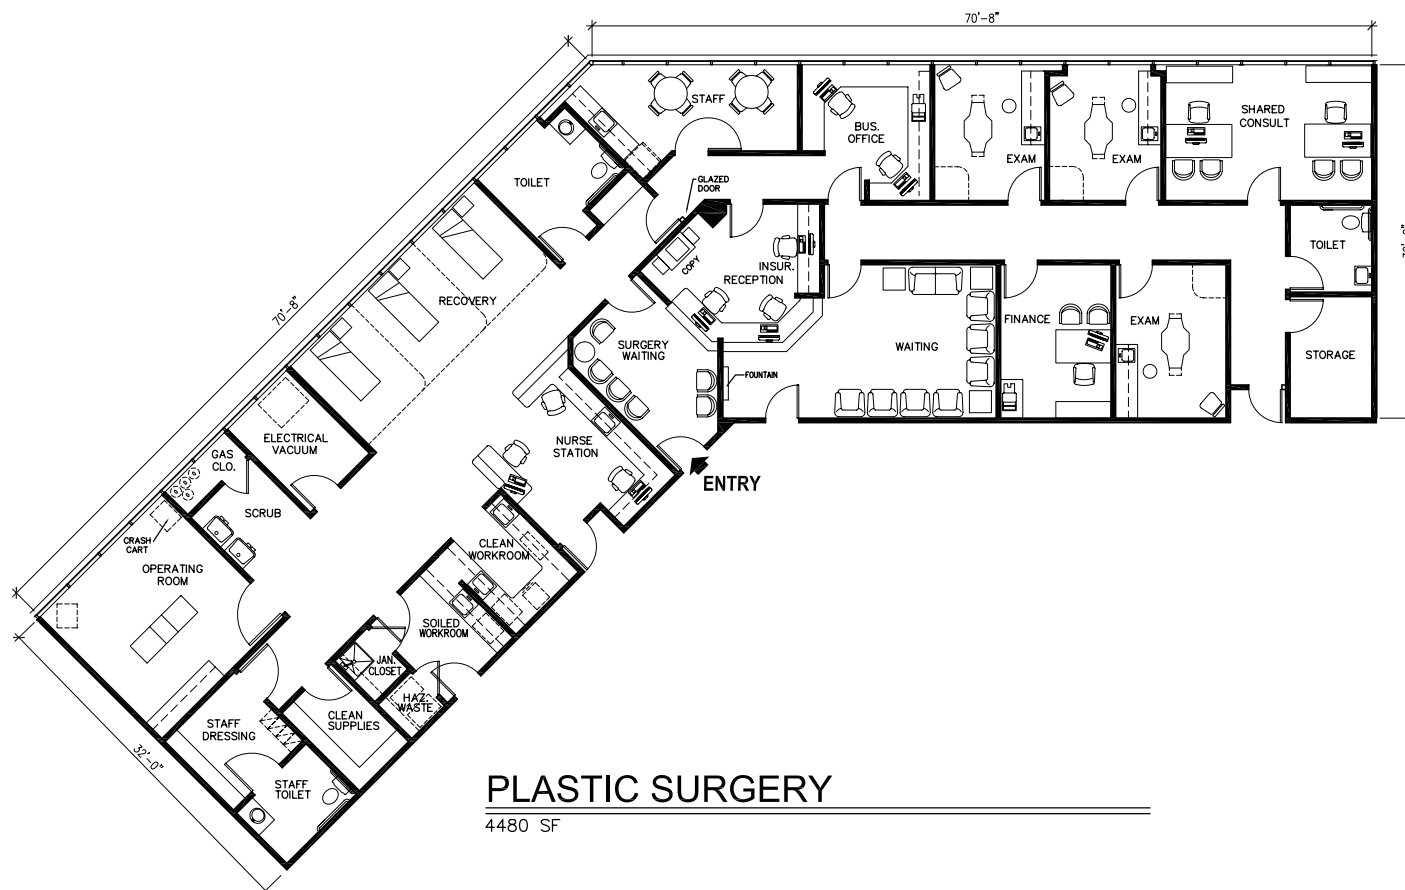 70'-8"
STAFF
BUS.
OFFICE
EXAM
EXAM
SHARED
CONSULT
TOILET
GLAZED
DOOR
COPY
INSUR.
RECEPTION
TOILET
70'-8"
RECOVERY
SURGERY
WAITING
WAITING
FINANCE
EXAM
STORAGE
FOUNTAIN
ELECTRICAL
VACUUM
NURSE
STATION
GAS
CLO.
ENTRY
SCRUB
CRASH
CART
CLEAN
WORKROOM
OPERATING
ROOM
SOILED
WORKROOM
JAN.
CLOSET
HAZ.
WASTE
CLEAN
SUPPLIES
STAFF
DRESSING
32'-0"
STAFF
TOILET
PLASTIC SURGERY
4480 SF